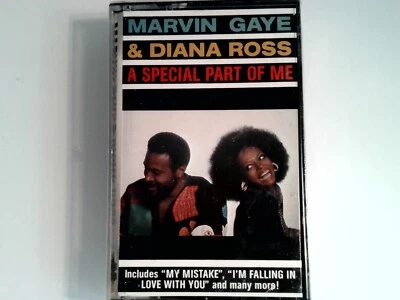 MARVIN GAYE
& DIANA ROSS
A SPECIAL PART OF ME
Includes "MY MISTAKE", "I'M FALLING IN
LOVE WITH YOU" and many more!